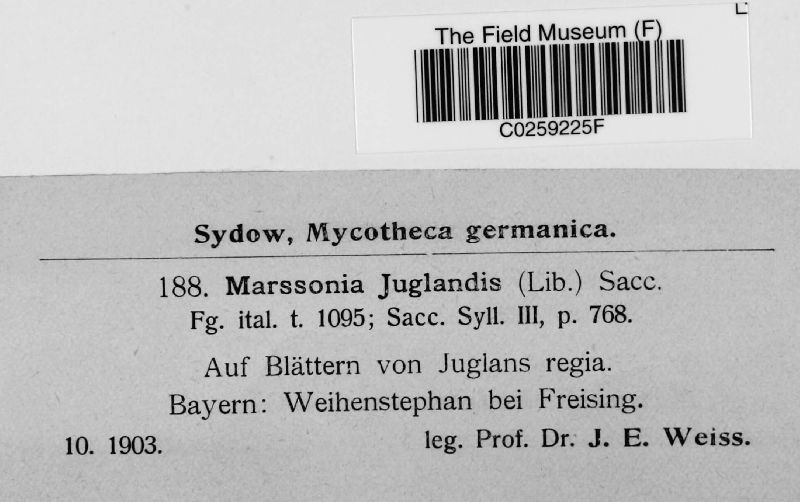 The Field Museum (F)
C0259225F
Sydow, Mycotheca germanica.
188. Marssonia Juglandis (Lib.) Sacc.
Fg. ital. t. 1095; Sacc. Syll. III, p. 768.
Auf Blättern von Juglans regia.
Bayern: Weihenstephan bei Freising.
10. 1903. leg. Prof. Dr. J. E. Weiss.